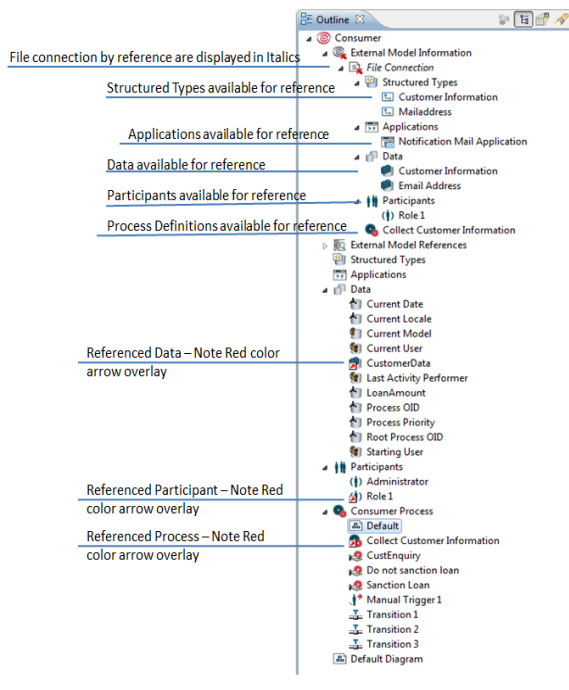 Outline
Consumer
External Model Information
File connection by reference are displayed in Italics
File Connection
Structured Types
Structured Types available for reference
Customer Information
Mailaddress
Applications
Applications available for reference
Notification Mail Application
Data
Data available for reference
Customer Information
Email Address
Participants available for reference
Participants
Role 1
Process Definitions available for reference
Collect Customer Information
External Model References
Structured Types
Applications
Data
Current Date
Current Locale
Current Model
Current User
Referenced Data – Note Red color
arrow overlay
CustomerData
Last Activity Performer
LoanAmount
Process OID
Process Priority
Root Process OID
Starting User
Participants
Administrator
Referenced Participant – Note Red
color arrow overlay
Role 1
Consumer Process
Default
Referenced Process – Note Red
color arrow overlay
Collect Customer Information
CustEnquiry
Do not sanction loan
Sanction Loan
Manual Trigger 1
Transition 1
Transition 2
Transition 3
Default Diagram